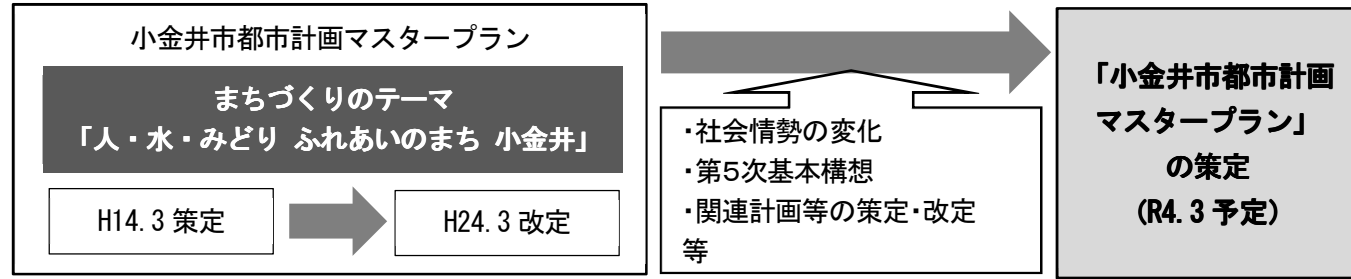 小金井市都市計画マスタープラン
まちづくりのテーマ
「人・水・みどり ふれあいのまち 小金井」
H14.3 策定
H24.3 改定
・社会情勢の変化
・第5次基本構想
・関連計画等の策定・改定
等
「小金井市都市計画
マスタープラン」
の策定
(R4.3 予定)